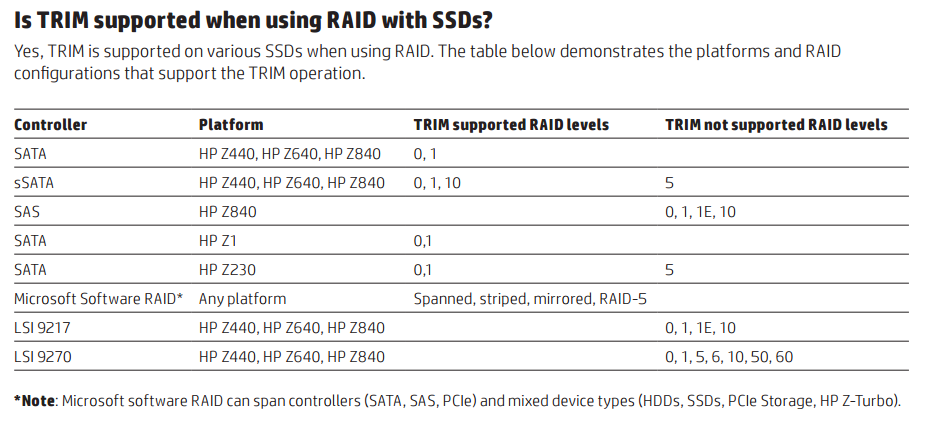 Is TRIM supported when using RAID with SSDs?
Yes, TRIM is supported on various SSDs when using RAID. The table below demonstrates the platforms and RAID
configurations that support the TRIM operation.
Controller Platform TRIM supported RAID levels TRIM not supported RAID levels
SATA HP Z440, HP Z640, HP Z840 0, 1
sSATA HP Z440, HP Z640, HP Z840 0, 1, 10 5
SAS HP Z840 0, 1, 1E, 10
SATA HP Z1 0,1
SATA HP Z230 0,1 5
Microsoft Software RAID* Any platform Spanned, striped, mirrored, RAID-5
LSI 9217 HP Z440, HP Z640, HP Z840 0, 1, 1E, 10
LSI 9270 HP Z440, HP Z640, HP Z840 0, 1, 5, 6, 10, 50, 60
*Note: Microsoft software RAID can span controllers (SATA, SAS, PCIe) and mixed device types (HDDs, SSDs, PCIe Storage, HP Z-Turbo).